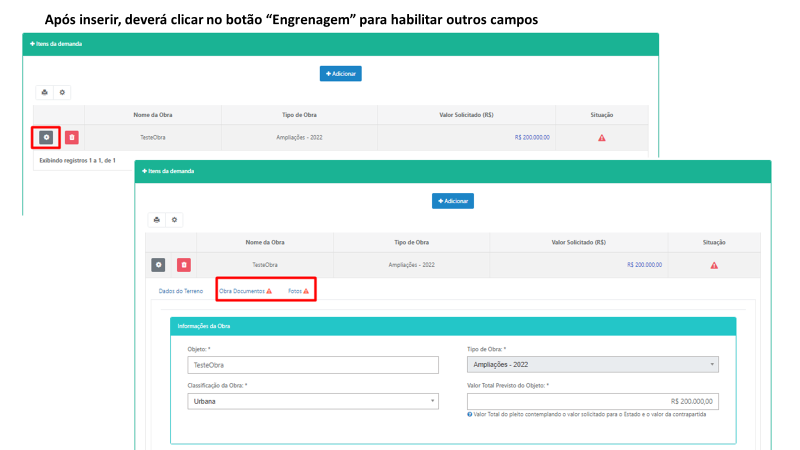 Após inserir, deverá clicar no botão “Engrenagem” para habilitar outros campos
Itens da demanda
Adicionar
Nome da Obra Tipo de Obra Valor Solicitado (R$) Situação
TesteObra Ampliações - 2022 R$ 200.000,00
Exibindo registros 1 a 1, de 1
Itens da demanda
Adicionar
Nome da Obra Tipo de Obra Valor Solicitado (R$) Situação
TesteObra Ampliações - 2022 R$ 200.000,00
Dados do Terreno Obra Documentos Fotos
Informações da Obra
Objeto: * Tipo de Obra: *
TesteObra Ampliações - 2022
Classificação da Obra: * Valor Total Previsto do Objeto: *
Urbana R$ 200.000,00
Valor Total do pleito contemplando o valor solicitado para o Estado e o valor da contrapartida